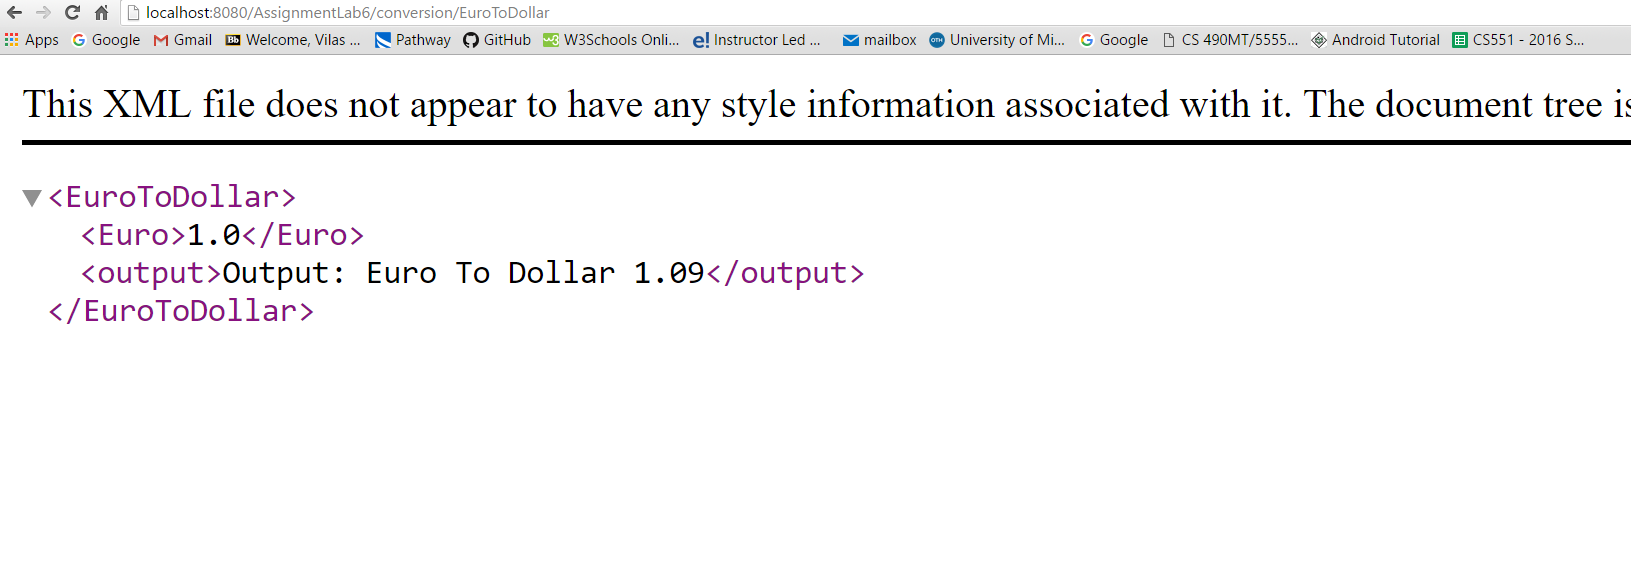 localhost:8080/AssignmentLab6/conversion/EuroToDollar
Apps Google Gmail Bb Welcome, Vilas ... Pathway GitHub w3 W3Schools Onli... e! Instructor Led ... mailbox OTH University of Mi... Google CS 490MT/5555... Android Tutorial CS551 - 2016 S...
This XML file does not appear to have any style information associated with it. The document tree is
<EuroToDollar>
<Euro>1.0</Euro>
<output>Output: Euro To Dollar 1.09</output>
</EuroToDollar>